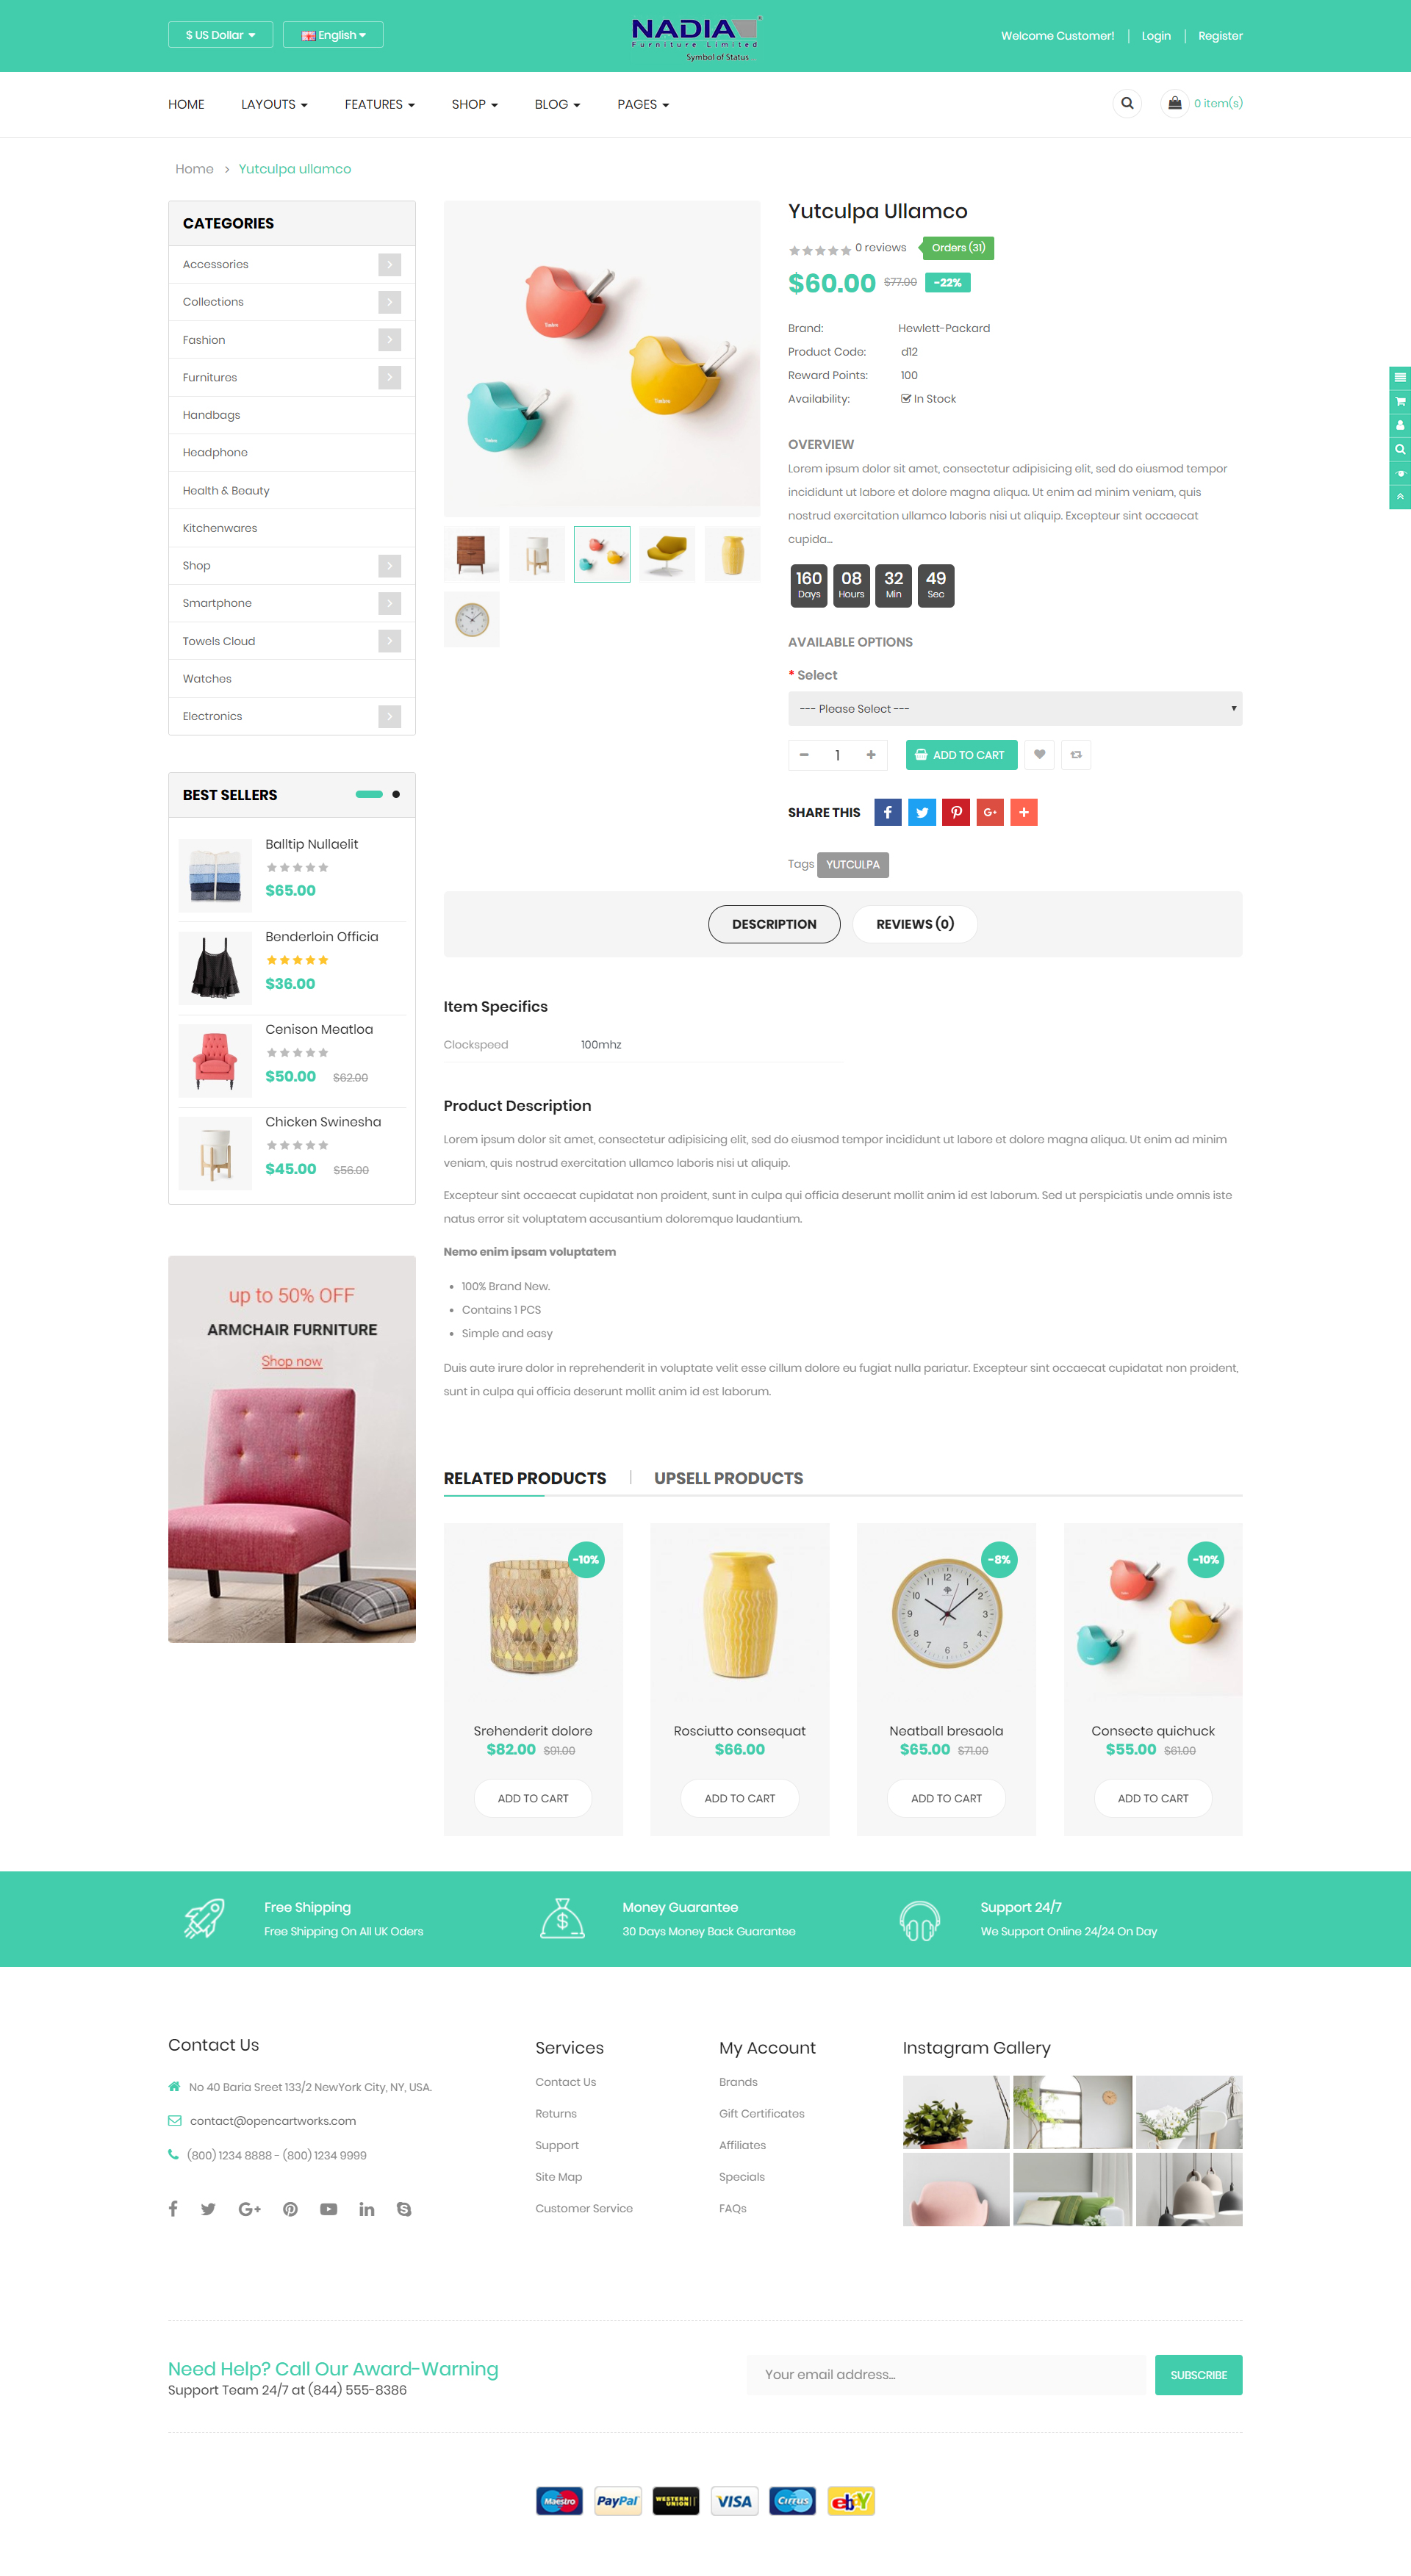 $ US Dollar
English
NADIA
Furniture Limited
Symbol of Status
Welcome Customer!
Login
Register
HOME
LAYOUTS
FEATURES
SHOP
BLOG
PAGES
0 item(s)
Home > Yutculpa ullamco
CATEGORIES
Accessories
Collections
Fashion
Furnitures
Handbags
Headphone
Health & Beauty
Kitchenwares
Shop
Smartphone
Towels Cloud
Watches
Electronics
BEST SELLERS
Balltip Nullaelit
$65.00
Benderloin Officia
$36.00
Cenison Meatloa
$50.00 $62.00
Chicken Swinesha
$45.00 $56.00
up to 50% OFF
ARMCHAIR FURNITURE
Shop now
Yutculpa Ullamco
0 reviews
Orders (31)
$60.00 $77.00 -22%
Brand: Hewlett-Packard
Product Code: d12
Reward Points: 100
Availability: In Stock
OVERVIEW
Lorem ipsum dolor sit amet, consectetur adipisicing elit, sed do eiusmod tempor
incididunt ut labore et dolore magna aliqua. Ut enim ad minim veniam, quis
nostrud exercitation ullamco laboris nisi ut aliquip. Excepteur sint occaecat
cupida...
160 08 32 49
Days Hours Min Sec
AVAILABLE OPTIONS
* Select
--- Please Select ---
1
ADD TO CART
SHARE THIS
Tags YUTCULPA
DESCRIPTION
REVIEWS (0)
Item Specifics
Clockspeed 100mhz
Product Description
Lorem ipsum dolor sit amet, consectetur adipisicing elit, sed do eiusmod tempor incididunt ut labore et dolore magna aliqua. Ut enim ad minim
veniam, quis nostrud exercitation ullamco laboris nisi ut aliquip.
Excepteur sint occaecat cupidatat non proident, sunt in culpa qui officia deserunt mollit anim id est laborum. Sed ut perspiciatis unde omnis iste
natus error sit voluptatem accusantium doloremque laudantium.
Nemo enim ipsam voluptatem
• 100% Brand New.
• Contains 1 PCS
• Simple and easy
Duis aute irure dolor in reprehenderit in voluptate velit esse cillum dolore eu fugiat nulla pariatur. Excepteur sint occaecat cupidatat non proident,
sunt in culpa qui officia deserunt mollit anim id est laborum.
RELATED PRODUCTS
UPSELL PRODUCTS
-10%
Srehenderit dolore
$82.00 $91.00
ADD TO CART
Rosciutto consequat
$66.00
ADD TO CART
-8%
Neatball bresaola
$65.00 $71.00
ADD TO CART
-10%
Consecte quichuck
$55.00 $61.00
ADD TO CART
Free Shipping
Free Shipping On All UK Oders
Money Guarantee
30 Days Money Back Guarantee
Support 24/7
We Support Online 24/24 On Day
Contact Us
No 40 Baria Sreet 133/2 NewYork City, NY, USA.
contact@opencartworks.com
(800) 1234 8888 - (800) 1234 9999
Services
Contact Us
Returns
Support
Site Map
Customer Service
My Account
Brands
Gift Certificates
Affiliates
Specials
FAQs
Instagram Gallery
Need Help? Call Our Award-Warning
Support Team 24/7 at (844) 555-8386
Your email address...
SUBSCRIBE
Maestro
PayPal
WESTERN UNION
VISA
Cirrus
ebY